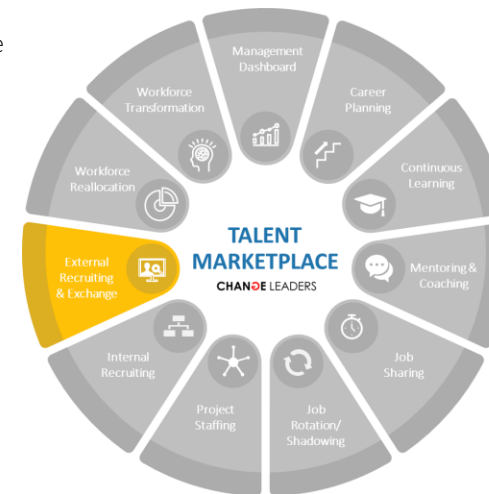 e
Management
Dashboard
Career
Planning
Continuous
Learning
Mentoring &
Coaching
Job
Sharing
Job
Rotation/
Shadowing
Project
Staffing
Internal
Recruiting
External
Recruiting
& Exchange
Workforce
Reallocation
Workforce
Transformation
TALENT
MARKETPLACE
CHANGE LEADERS